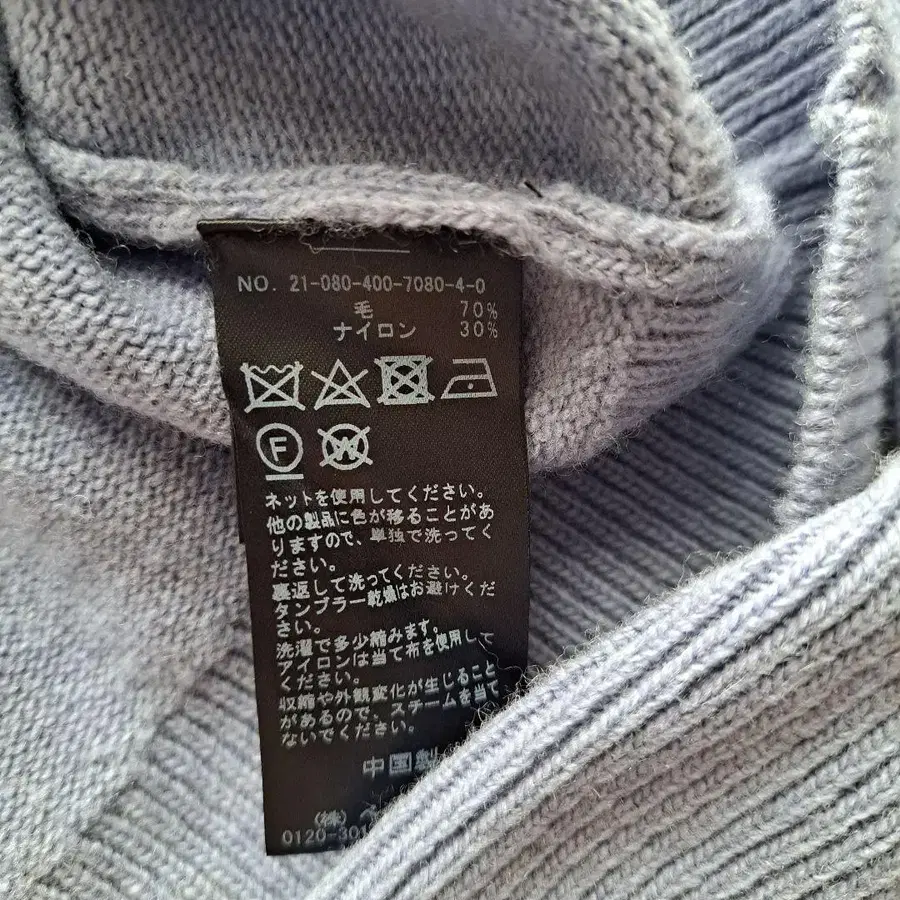 NO. 21-080-400-7080-4-0
毛 70%
ナイロン 30%
F W
ネットを使用してください。
他の製品に色が移ることがあ
りますので、単独で洗ってく
ださい。
裏返して洗ってください。
タンブラー乾燥はお避けくだ
さい。
洗濯で多少縮みます。
アイロンは当て布を使用して
ください。
収縮や外観変化が生じること
があるので、スチームを当て
ないでください。
中国製
(株)
0120-301